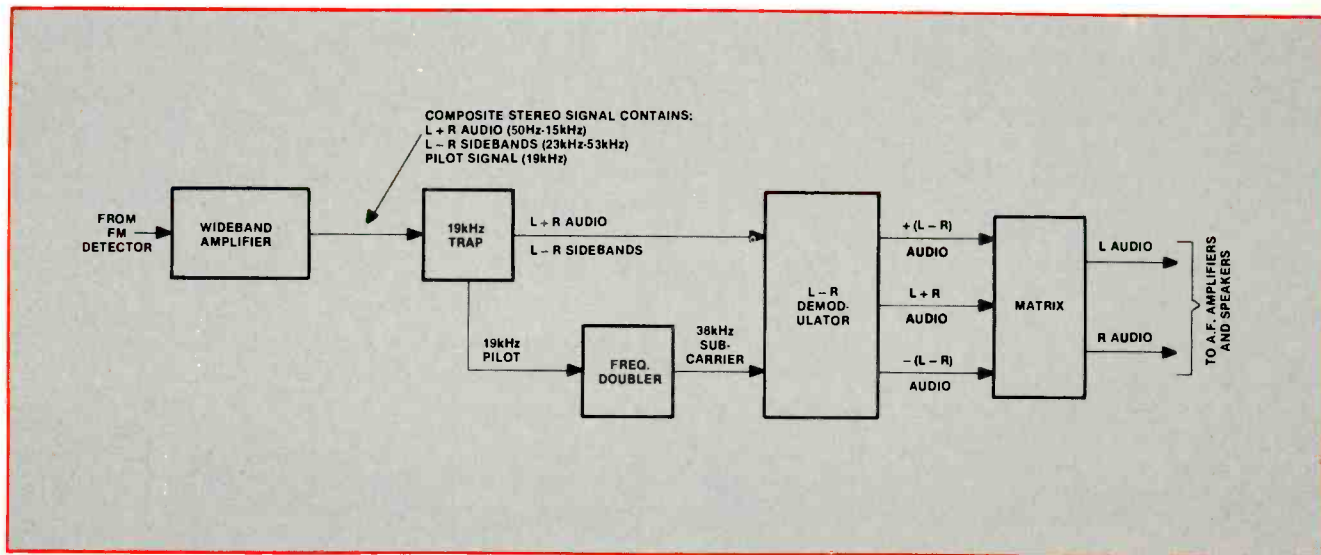 COMPOSITE STEREO SIGNAL CONTAINS:
L + R AUDIO (50Hz-15kHz)
L – R SIDEBANDS (23kHz-53kHz)
PILOT SIGNAL (19kHz)
FROM
FM
DETECTOR
WIDEBAND
AMPLIFIER
19kHz
TRAP
L + R AUDIO
L – R SIDEBANDS
19kHz
PILOT
FREQ.
DOUBLER
38kHz
SUB-
CARRIER
L – R
DEMOD-
ULATOR
+(L – R)
AUDIO
L + R
AUDIO
–(L – R)
AUDIO
MATRIX
L AUDIO
R AUDIO
TO A.F. AMPLIFIERS
AND SPEAKERS